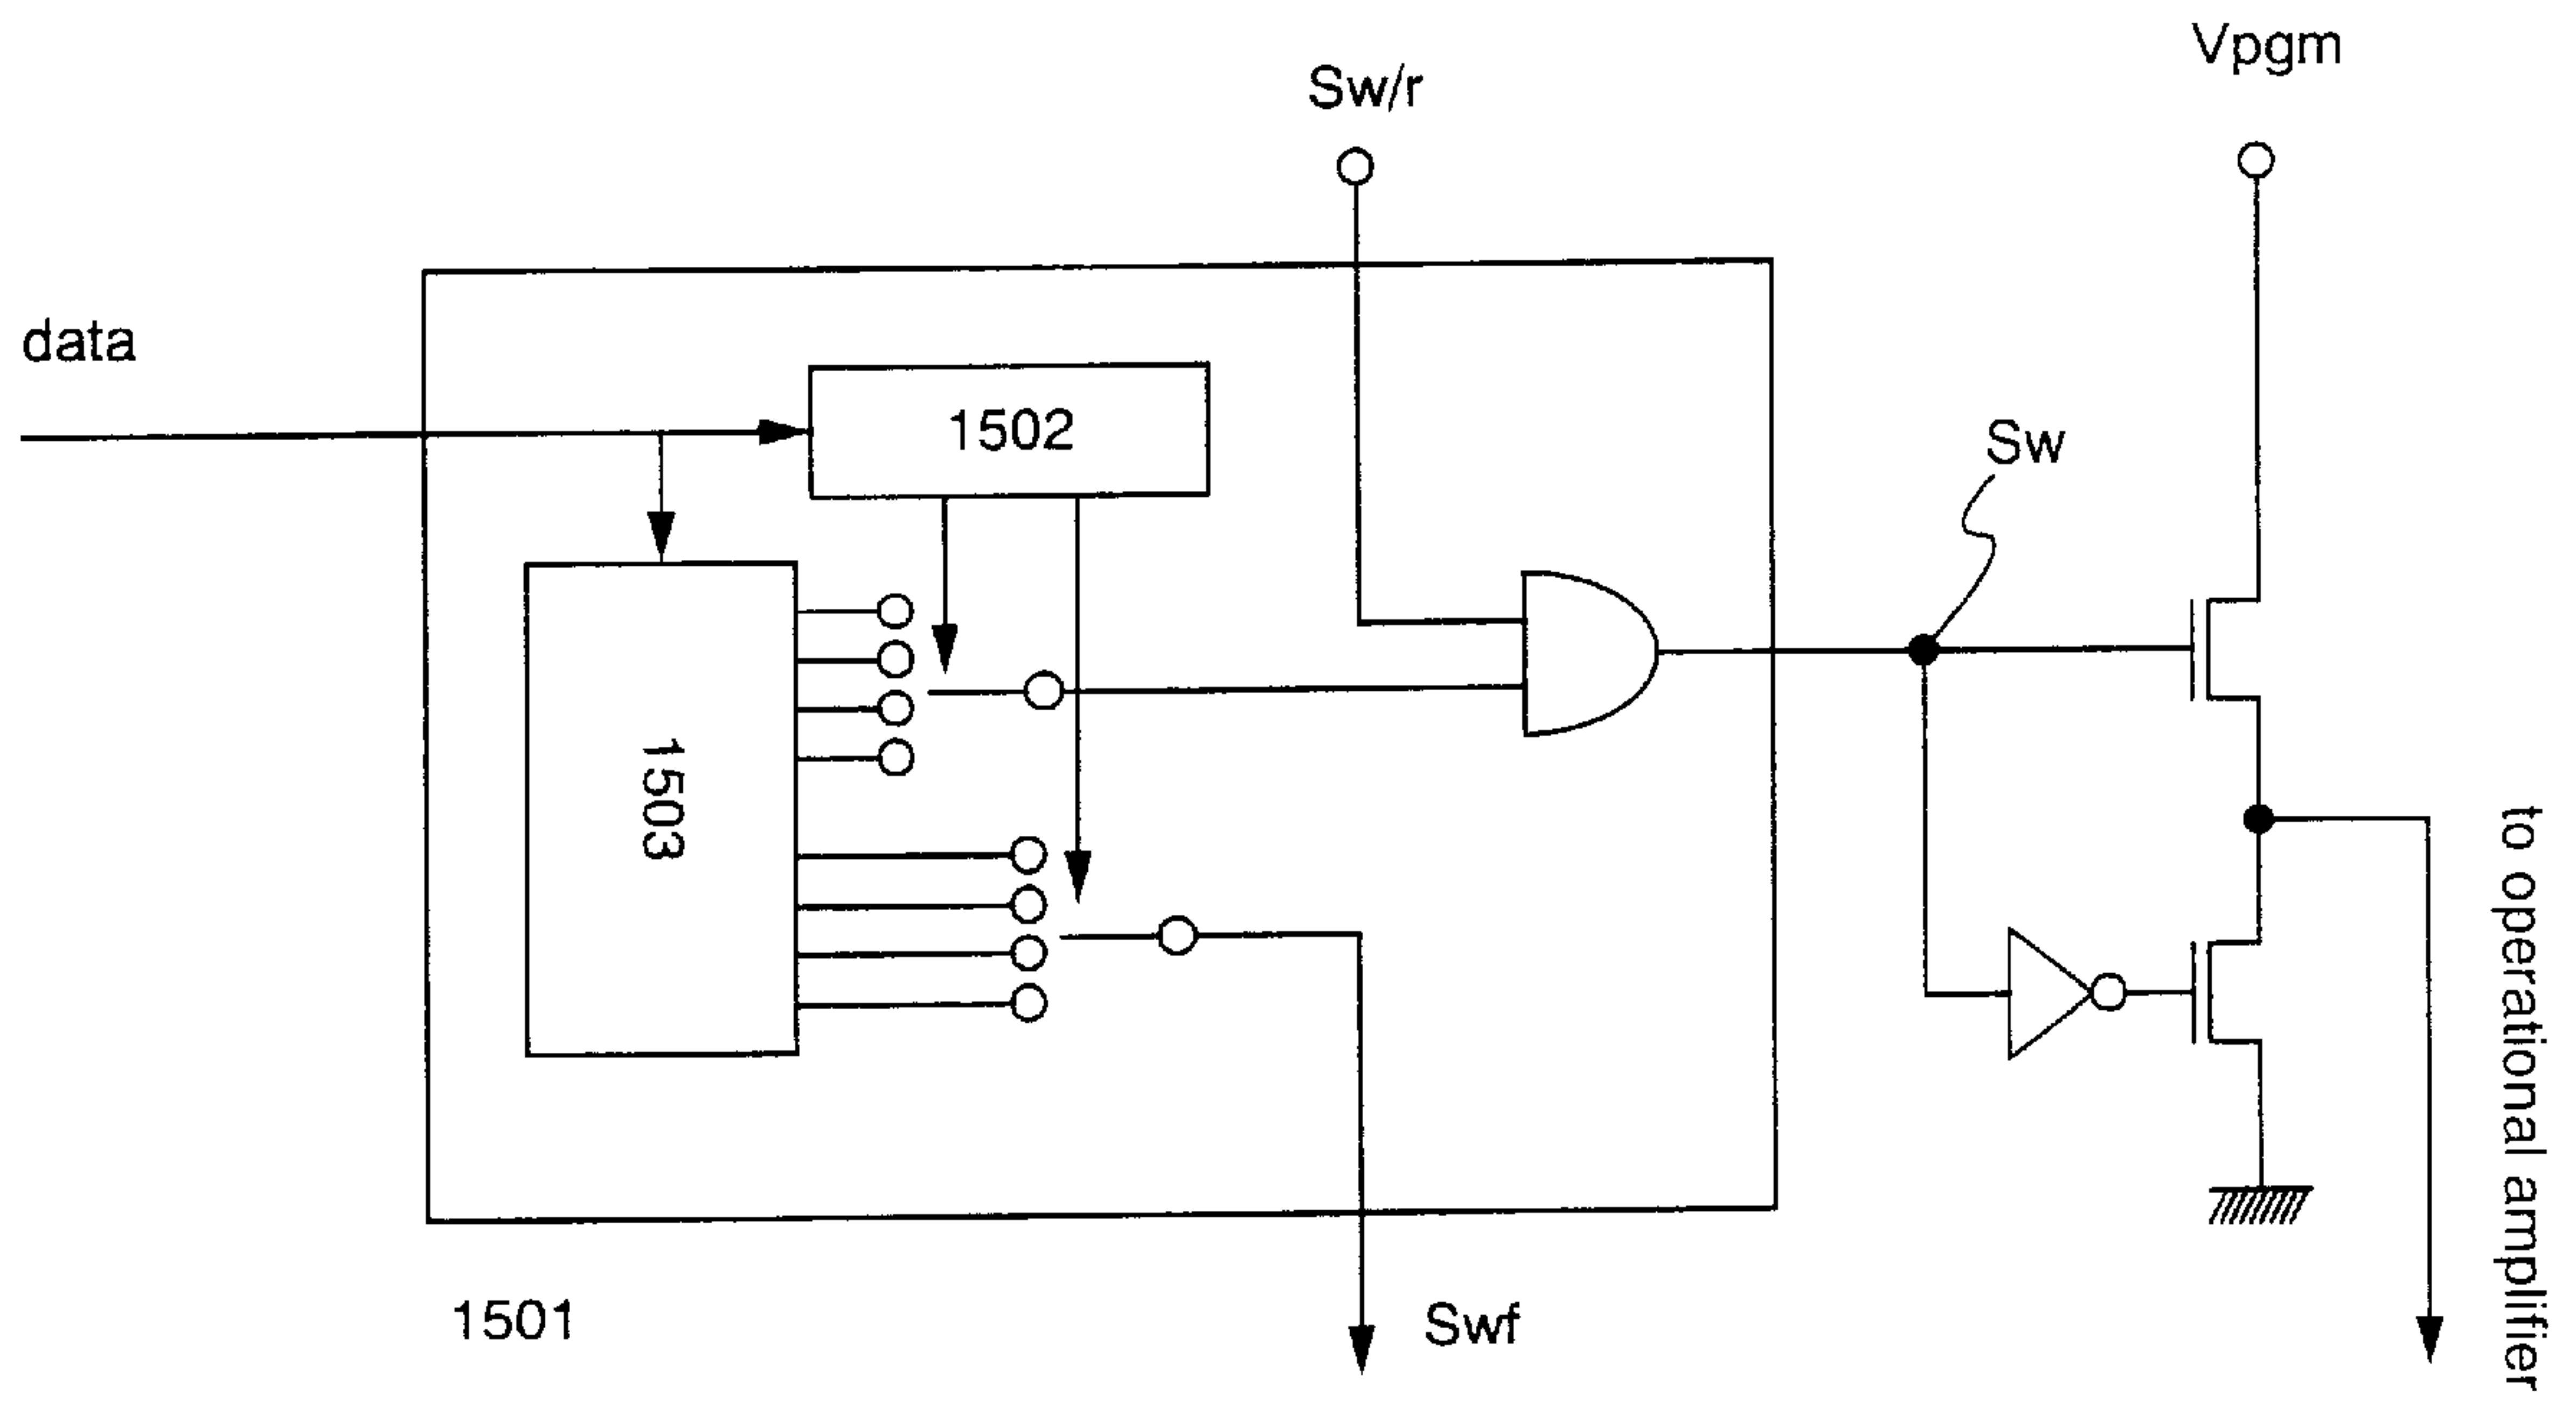 Vpgm
Sw/r
data
1502
Sw
1503
to operational amplifier
1501
Swf